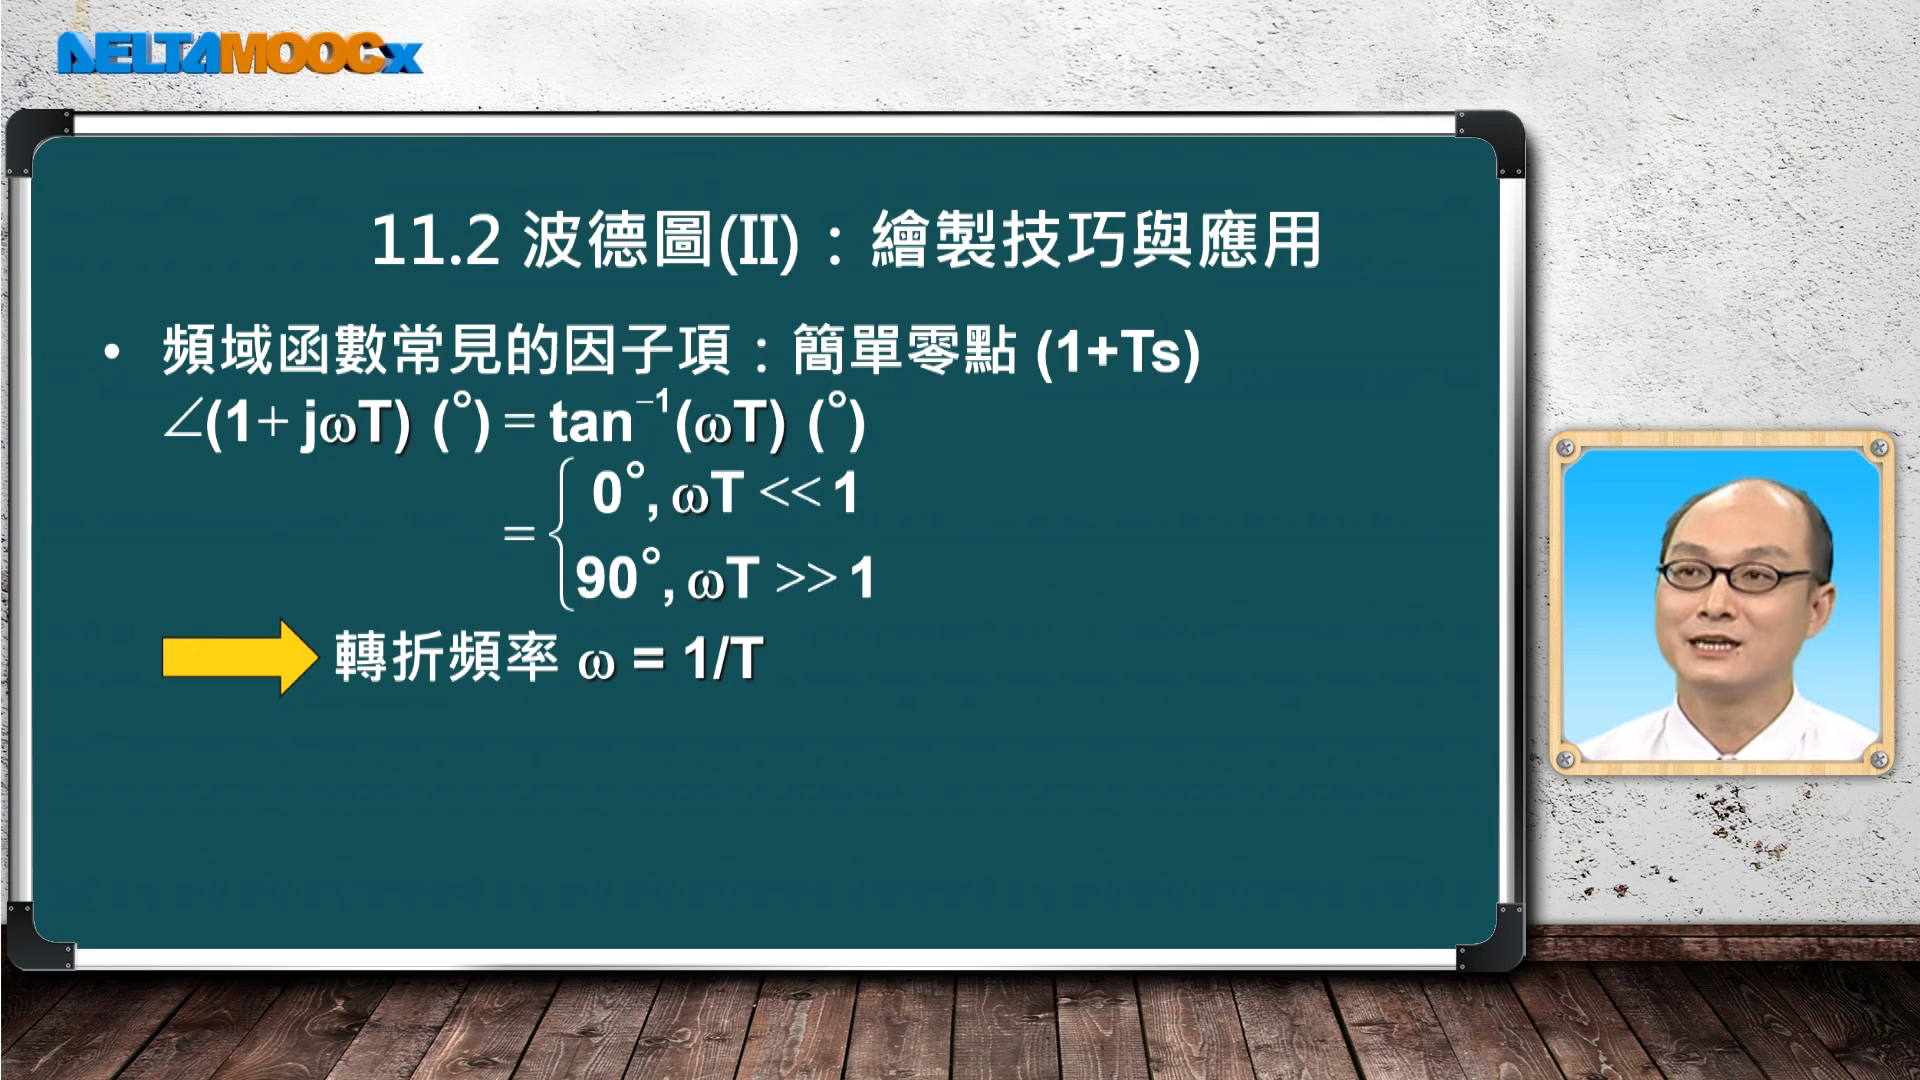 DELTAMOOCx
11.2 波德圖(II)：繪製技巧與應用
• 頻域函數常見的因子項：簡單零點 (1+Ts)
∠(1+ jωT) (°) = tan⁻¹(ωT) (°)
= { 0°, ωT << 1
90°, ωT >> 1
轉折頻率 ω = 1/T